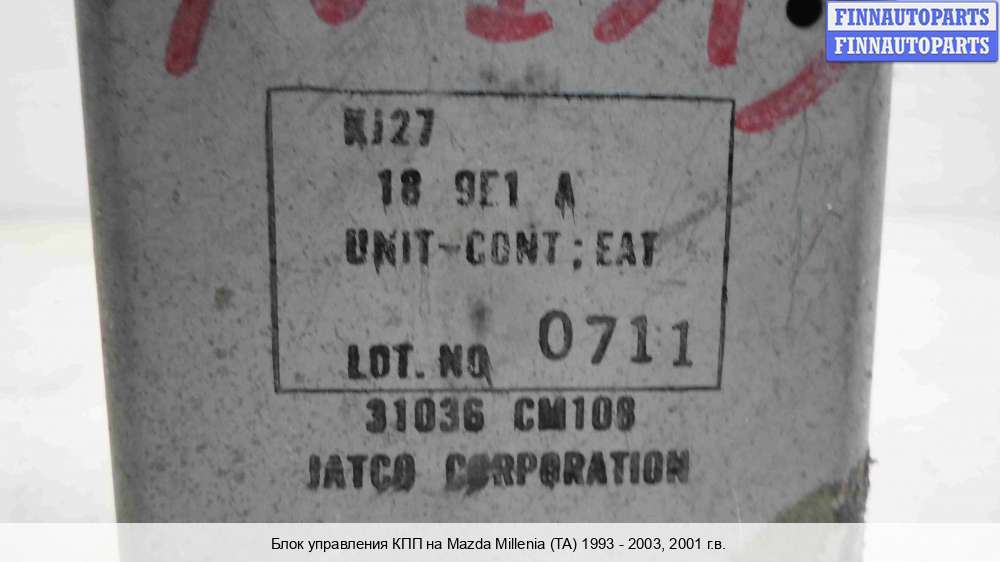 FINNAUTOPARTS
FINNAUTOPARTS
KJ27
18 9E1 A
UNIT-CONT;EAT
LOT.NO 0711
31036 CM108
JATCO CORPORATION
Блок управления КПП на Mazda Millenia (TA) 1993 - 2003, 2001 г.в.